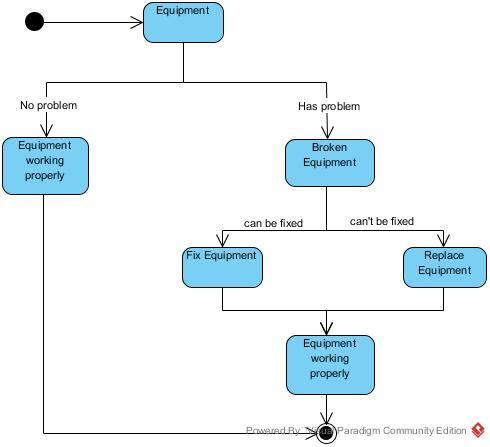 Equipment
No problem
Has problem
Equipment
working
properly
Broken
Equipment
can be fixed
can't be fixed
Fix Equipment
Replace
Equipment
Equipment
working
properly
Powered By Visual Paradigm Community Edition